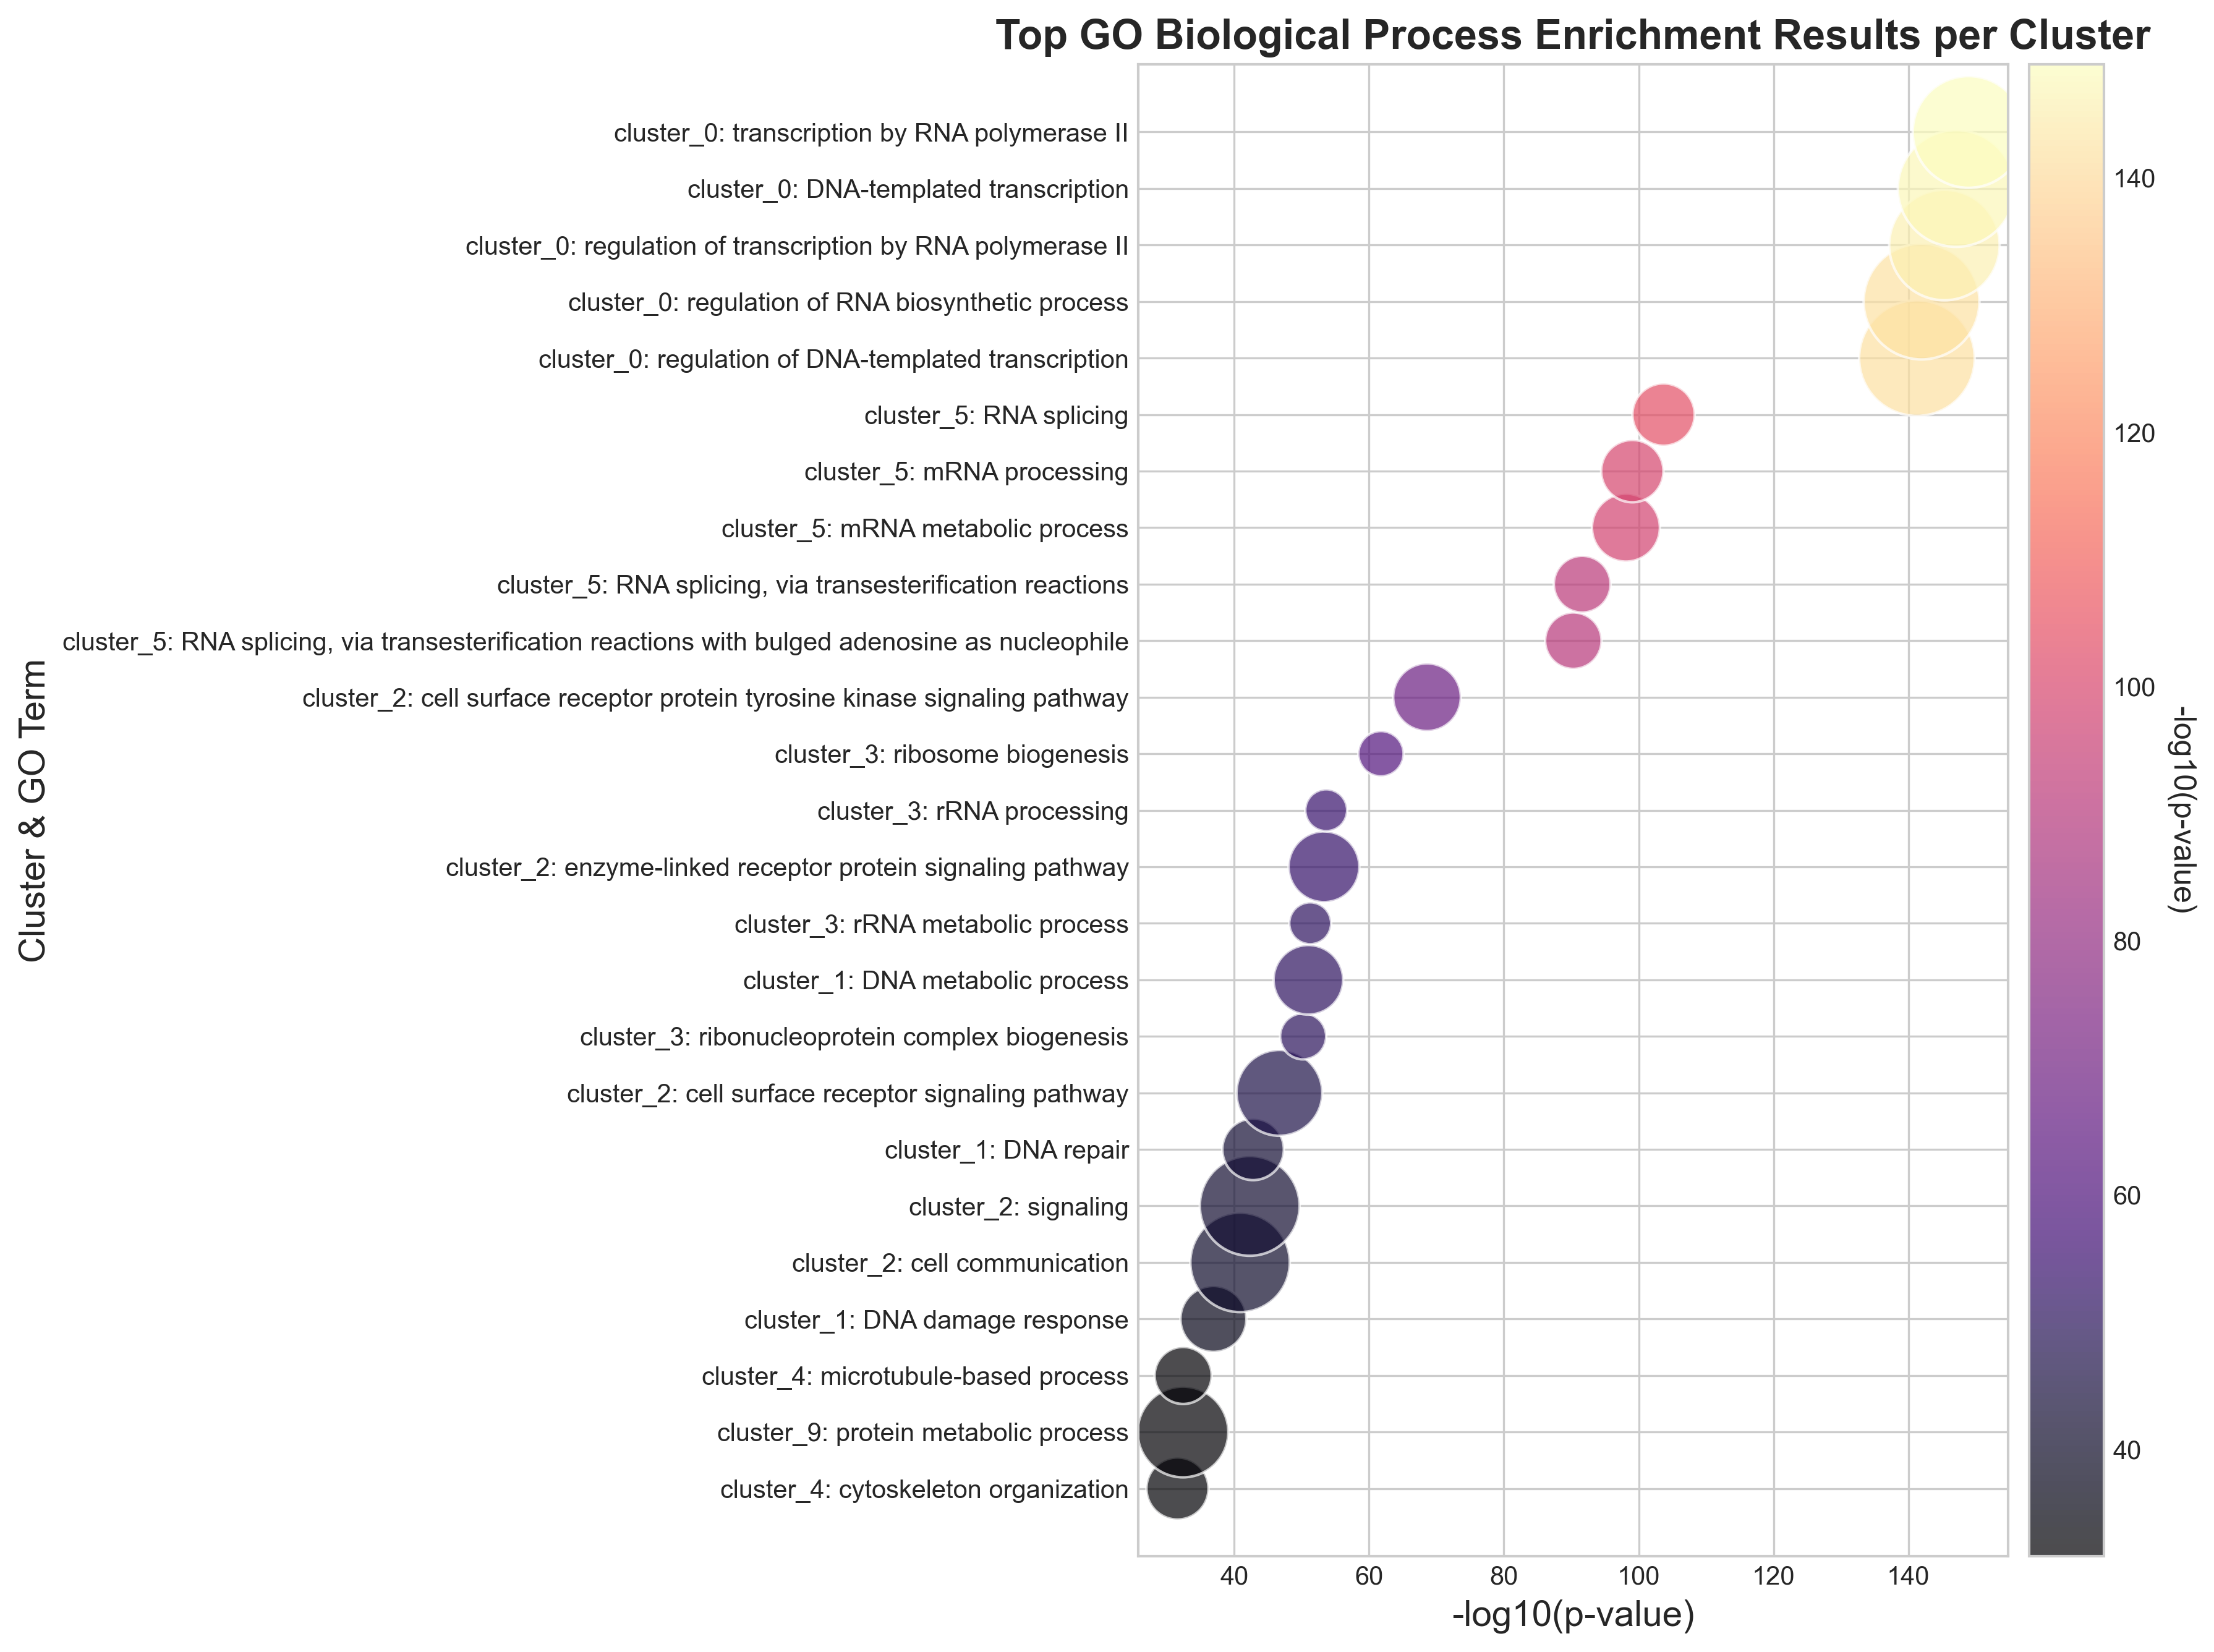 Top GO Biological Process Enrichment Results per Cluster
Cluster & GO Term
cluster_0: transcription by RNA polymerase II
cluster_0: DNA-templated transcription
cluster_0: regulation of transcription by RNA polymerase II
cluster_0: regulation of RNA biosynthetic process
cluster_0: regulation of DNA-templated transcription
cluster_5: RNA splicing
cluster_5: mRNA processing
cluster_5: mRNA metabolic process
cluster_5: RNA splicing, via transesterification reactions
cluster_5: RNA splicing, via transesterification reactions with bulged adenosine as nucleophile
cluster_2: cell surface receptor protein tyrosine kinase signaling pathway
cluster_3: ribosome biogenesis
cluster_3: rRNA processing
cluster_2: enzyme-linked receptor protein signaling pathway
cluster_3: rRNA metabolic process
cluster_1: DNA metabolic process
cluster_3: ribonucleoprotein complex biogenesis
cluster_2: cell surface receptor signaling pathway
cluster_1: DNA repair
cluster_2: signaling
cluster_2: cell communication
cluster_1: DNA damage response
cluster_4: microtubule-based process
cluster_9: protein metabolic process
cluster_4: cytoskeleton organization
40 60 80 100 120 140
-log10(p-value)
140
120
100
80
60
40
-log10(p-value)